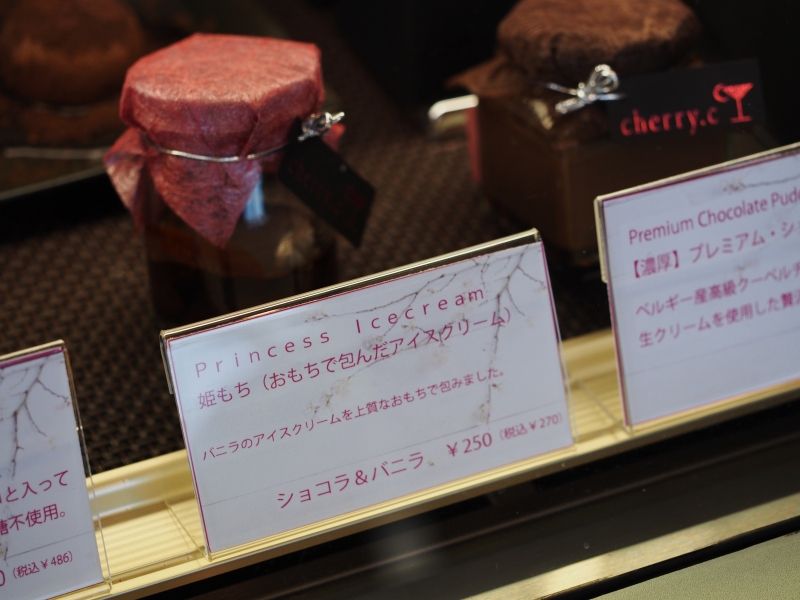 cherry.c
cherry.c
Princess Icecream
姫もち（おもちで包んだアイスクリーム）
バニラのアイスクリームを上質なおもちで包みました。
ショコラ＆バニラ ￥250（税込￥270）
Premium Chocolate Pudd
【濃厚】プレミアム・シ
ベルギー産高級クーベルチ
生クリームを使用した贅
と入って
糖不使用。
0（税込￥486）